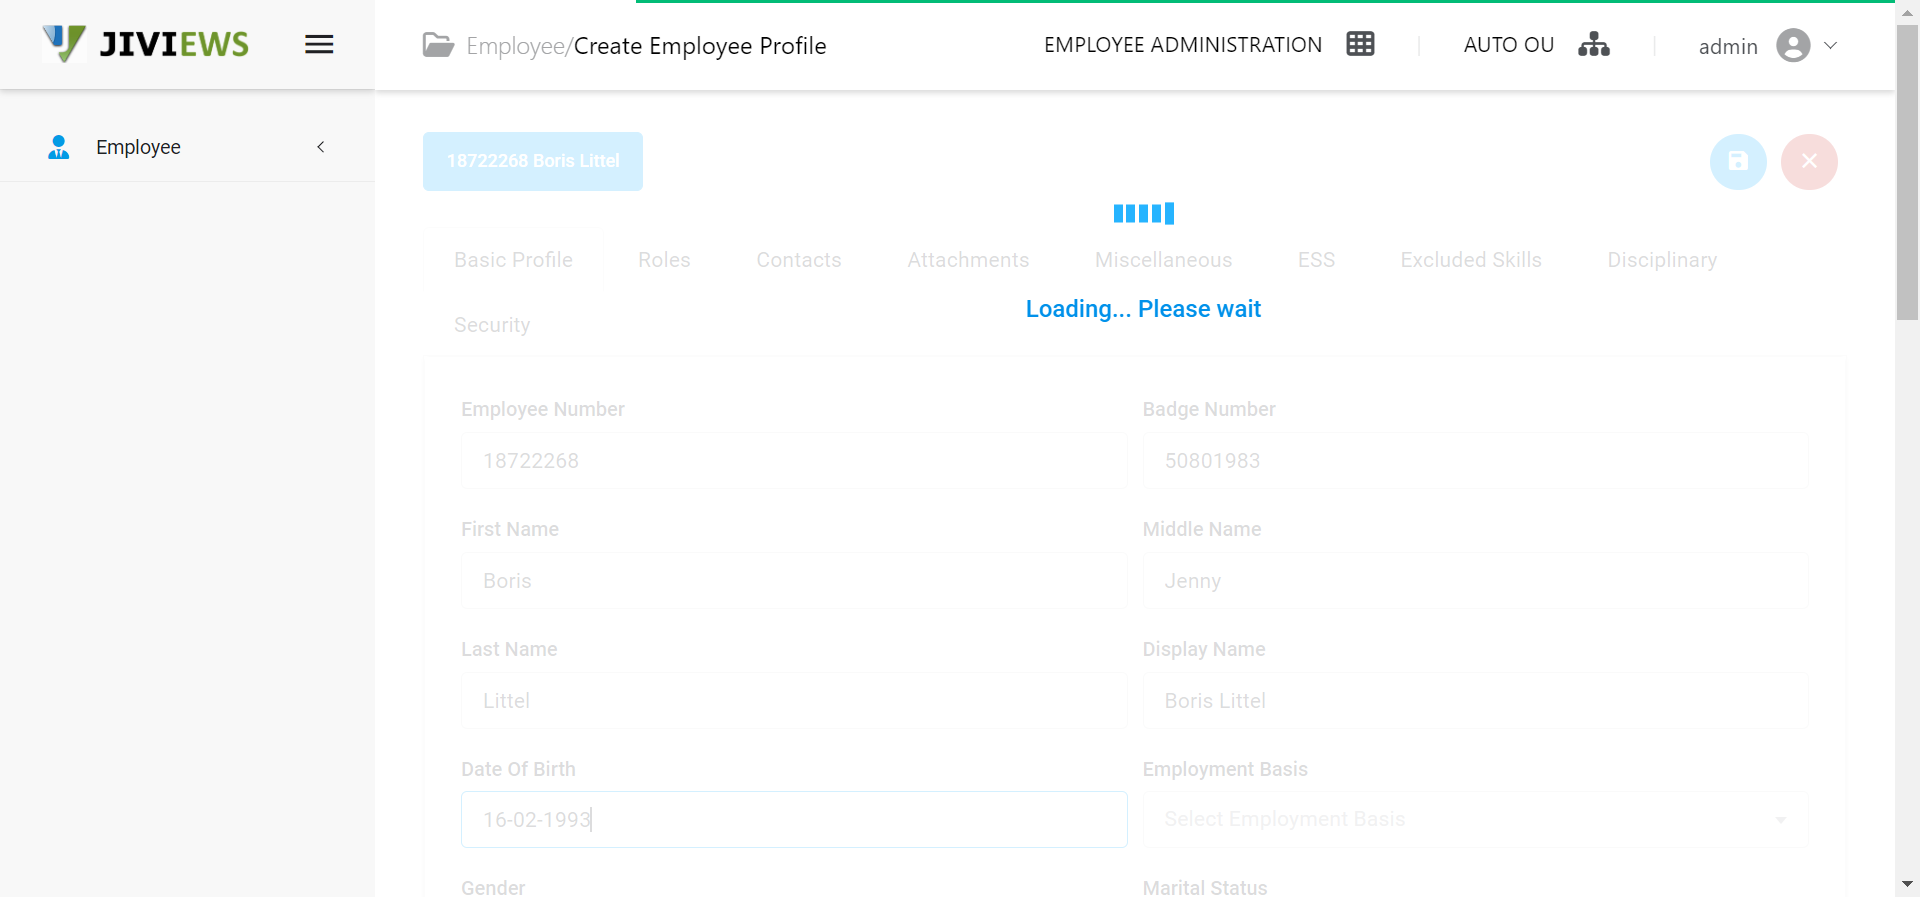 JIVIEWS
Employee/Create Employee Profile
EMPLOYEE ADMINISTRATION
AUTO OU
admin
Employee
18722268 Boris Littel
Basic Profile
Roles
Contacts
Attachments
Miscellaneous
ESS
Excluded Skills
Disciplinary
Security
Loading... Please wait
Employee Number
Badge Number
18722268
50801983
First Name
Middle Name
Boris
Jenny
Last Name
Display Name
Littel
Boris Littel
Date Of Birth
Employment Basis
16-02-1993
Select Employment Basis
Gender
Marital Status